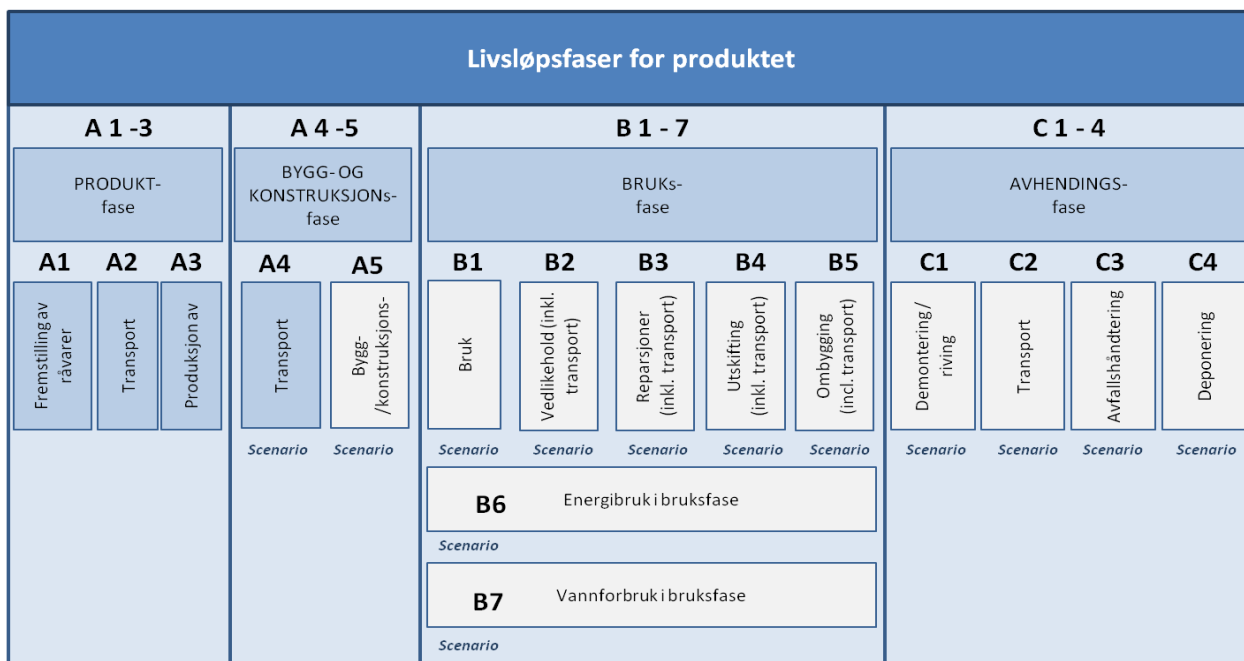 Livsløpsfaser for produktet
A 1 -3
A 4 -5
B 1 - 7
C 1 - 4
PRODUKT-
fase
BYGG- OG
KONSTRUKSJONs-
fase
BRUKs-
fase
AVHENDINGS-
fase
A1
A2
A3
A4
A5
B1
B2
B3
B4
B5
C1
C2
C3
C4
Fremstilling av
råvarer
Transport
Produksjon av
Transport
Bygg-
/konstruksjons-
Bruk
Vedlikehold (inkl.
transport)
Reparsjoner
(inkl. transport)
Utskifting
(inkl. transport)
Ombygging
(incl. transport)
Demontering/
riving
Transport
Avfallshåndtering
Deponering
Scenario
Scenario
Scenario
Scenario
Scenario
Scenario
Scenario
Scenario
Scenario
Scenario
Scenario
B6 Energibruk i bruksfase
Scenario
B7 Vannforbruk i bruksfase
Scenario